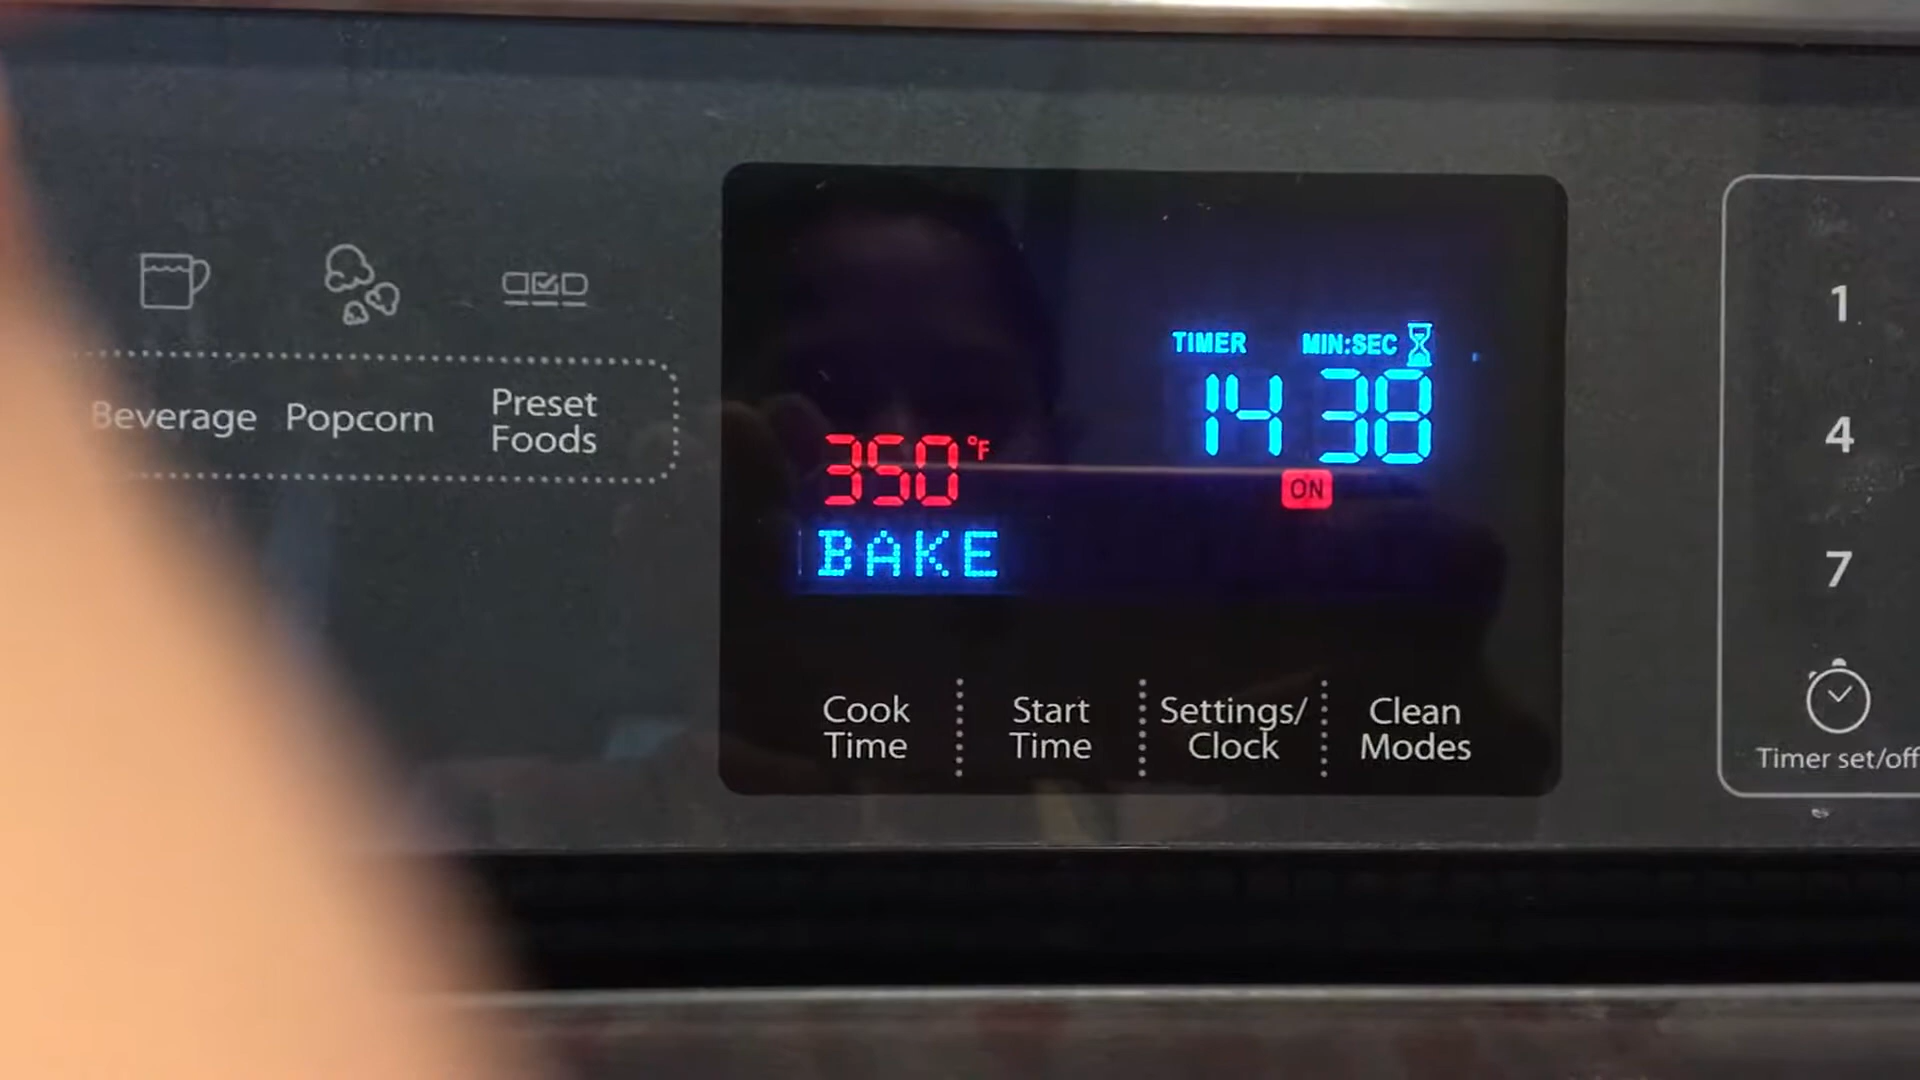 Beverage
Popcorn
Preset
Foods
TIMER MIN:SEC
14 38
350 °F
ON
BAKE
Cook
Time
Start
Time
Settings/
Clock
Clean
Modes
1
4
7
Timer set/off